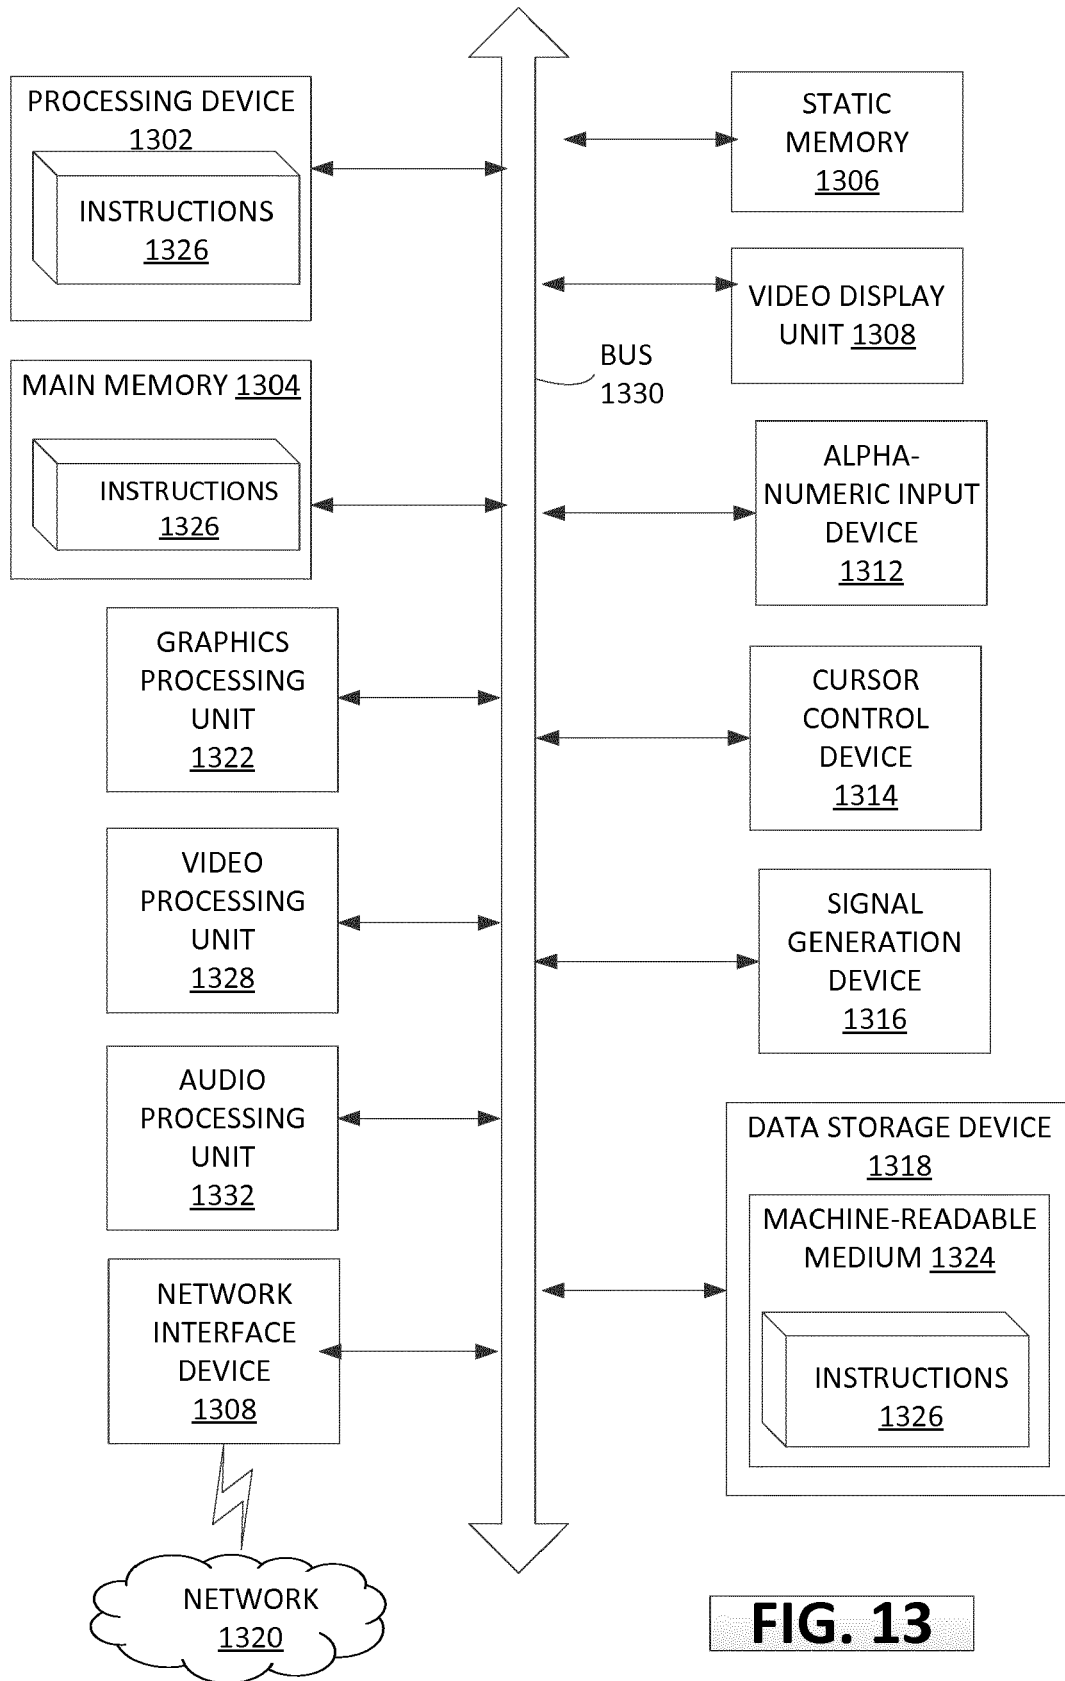 PROCESSING DEVICE
1302
INSTRUCTIONS
1326
MAIN MEMORY 1304
INSTRUCTIONS
1326
GRAPHICS
PROCESSING
UNIT
1322
VIDEO
PROCESSING
UNIT
1328
AUDIO
PROCESSING
UNIT
1332
NETWORK
INTERFACE
DEVICE
1308
NETWORK
1320
BUS
1330
STATIC
MEMORY
1306
VIDEO DISPLAY
UNIT 1308
ALPHA-
NUMERIC INPUT
DEVICE
1312
CURSOR
CONTROL
DEVICE
1314
SIGNAL
GENERATION
DEVICE
1316
DATA STORAGE DEVICE
1318
MACHINE-READABLE
MEDIUM 1324
INSTRUCTIONS
1326
FIG. 13